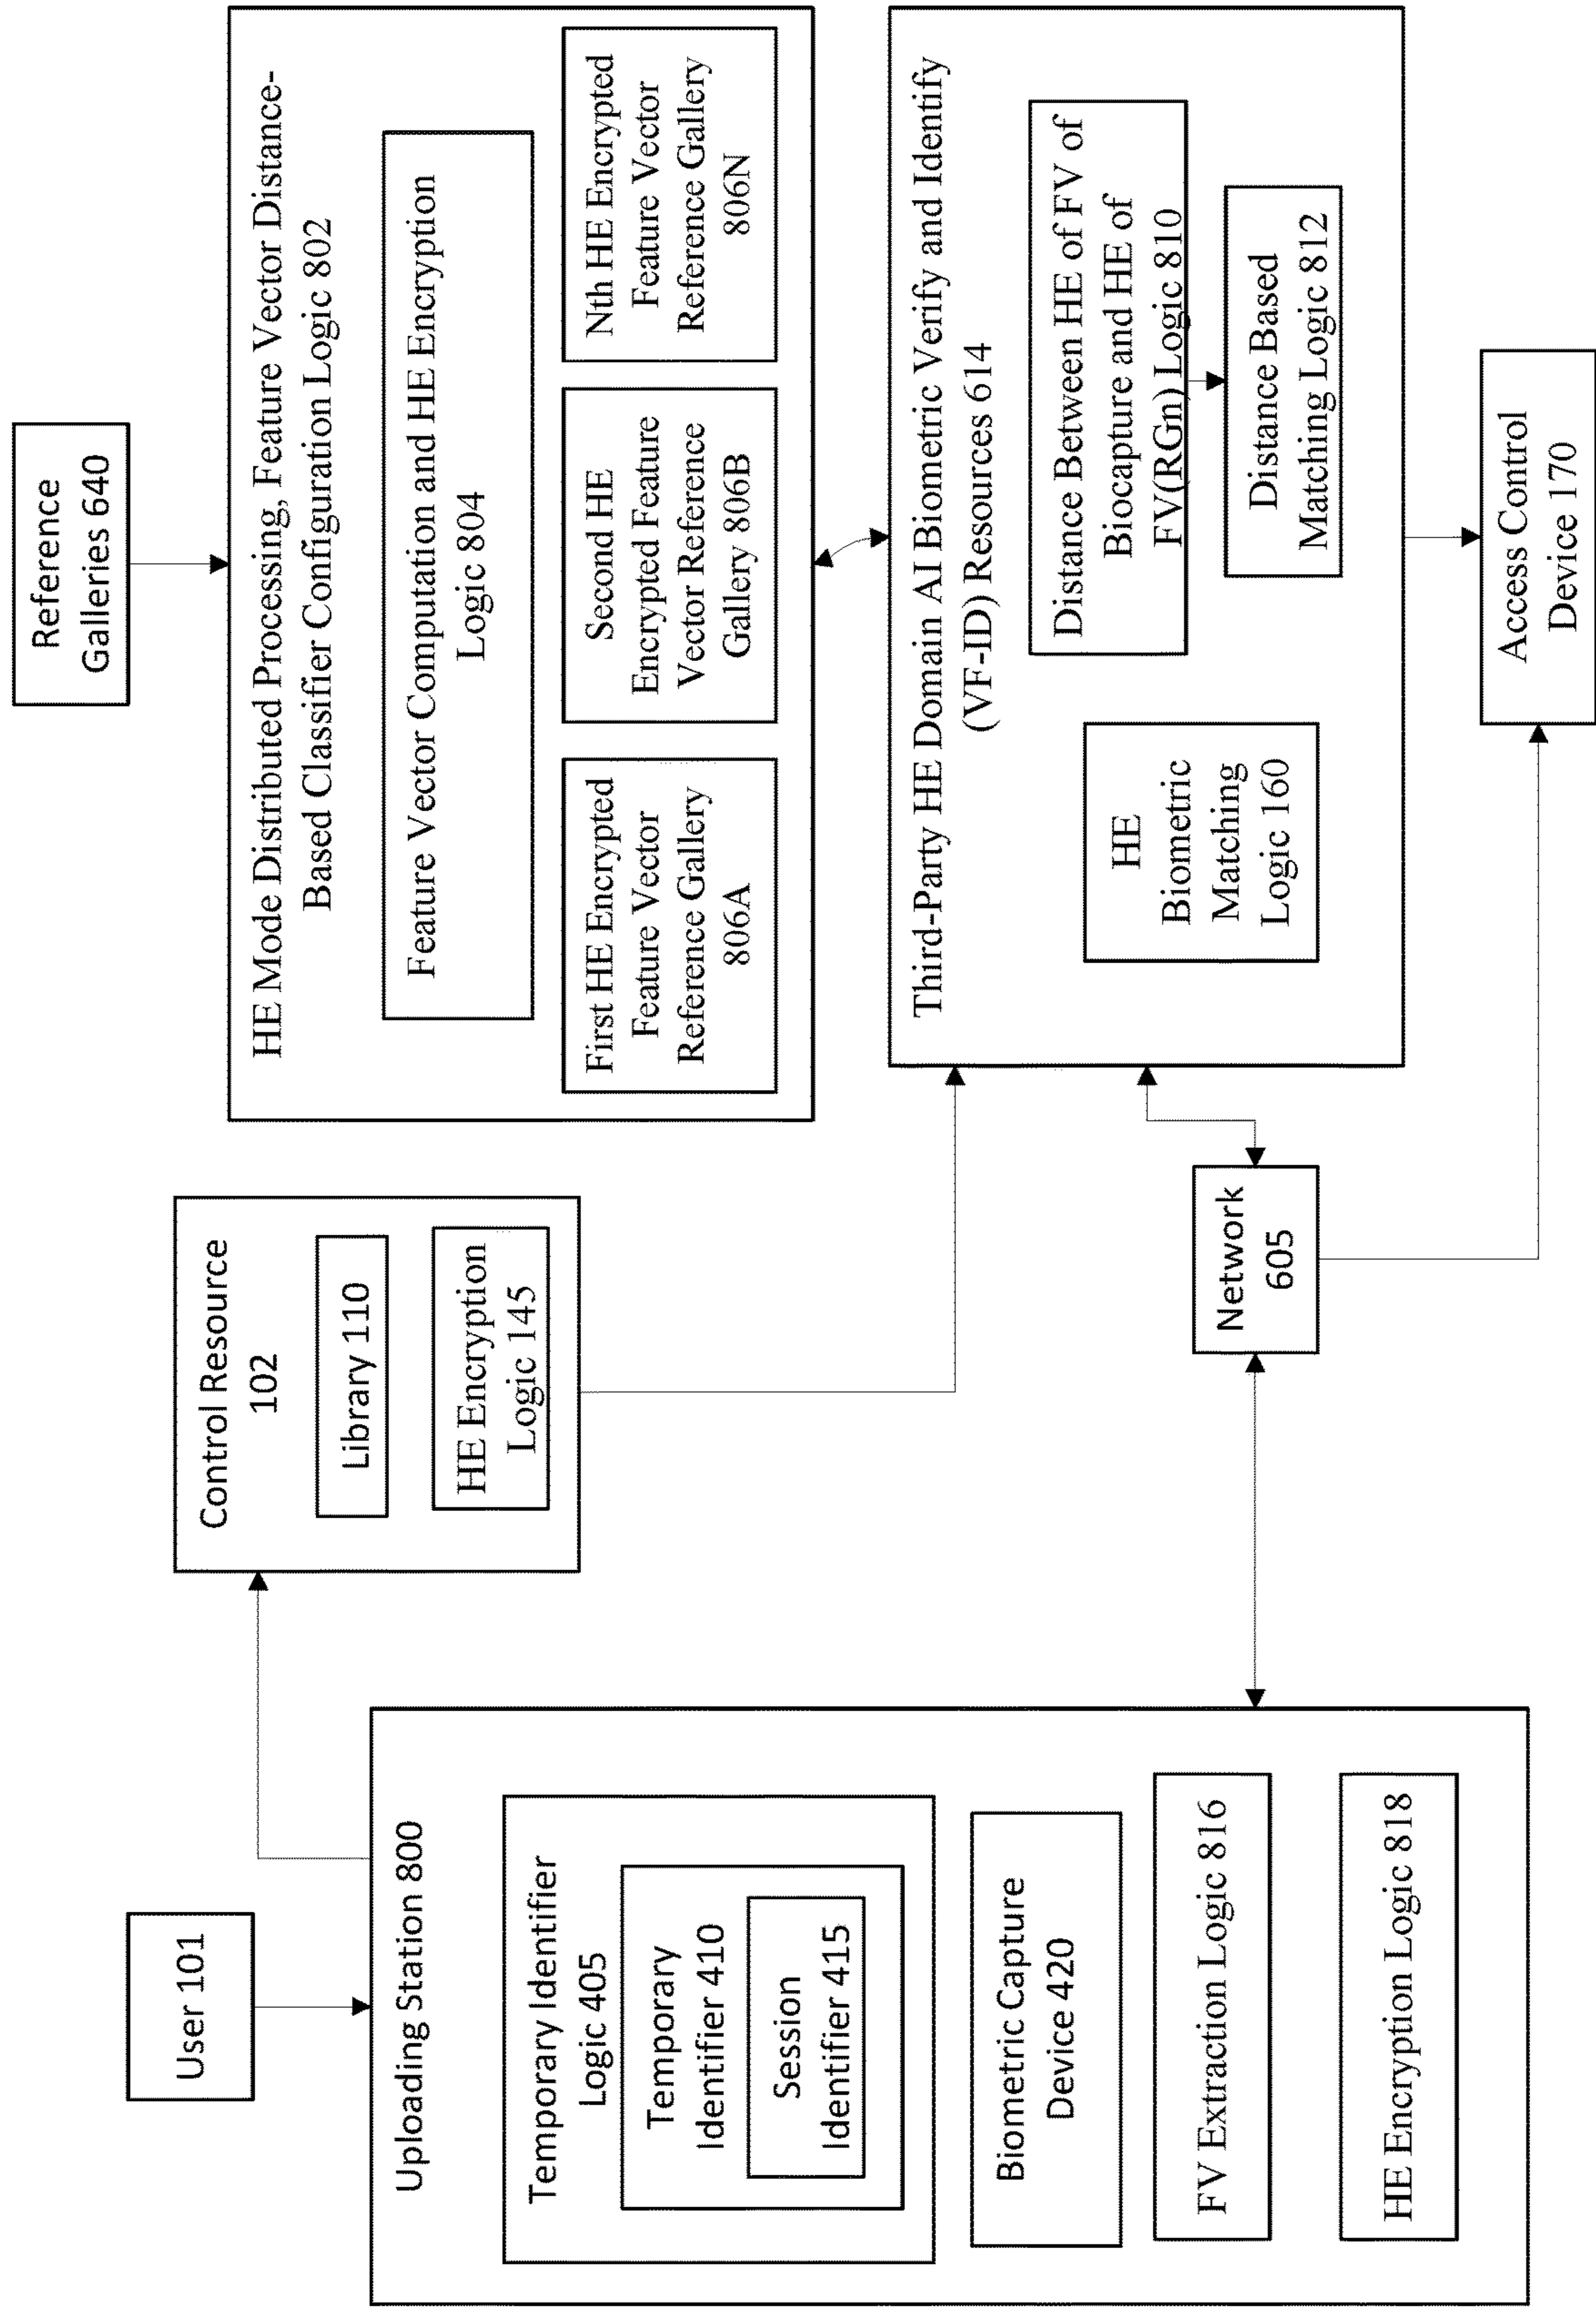 User 101
Uploading Station 800
Temporary Identifier
Logic 405
Temporary
Identifier 410
Session
Identifier 415
Biometric Capture
Device 420
FV Extraction Logic 816
HE Encryption Logic 818
Control Resource
102
Library 110
HE Encryption
Logic 145
Network
605
Reference
Galleries 640
HE Mode Distributed Processing, Feature Vector Distance-
Based Classifier Configuration Logic 802
Feature Vector Computation and HE Encryption
Logic 804
First HE Encrypted
Feature Vector
Reference Gallery
806A
Second HE
Encrypted Feature
Vector Reference
Gallery 806B
Nth HE Encrypted
Feature Vector
Reference Gallery
806N
Third-Party HE Domain AI Biometric Verify and Identify
(VF-ID) Resources 614
HE
Biometric
Matching
Logic 160
Distance Between HE of FV of
Biocapture and HE of
FV(RGn) Logic 810
Distance Based
Matching Logic 812
Access Control
Device 170